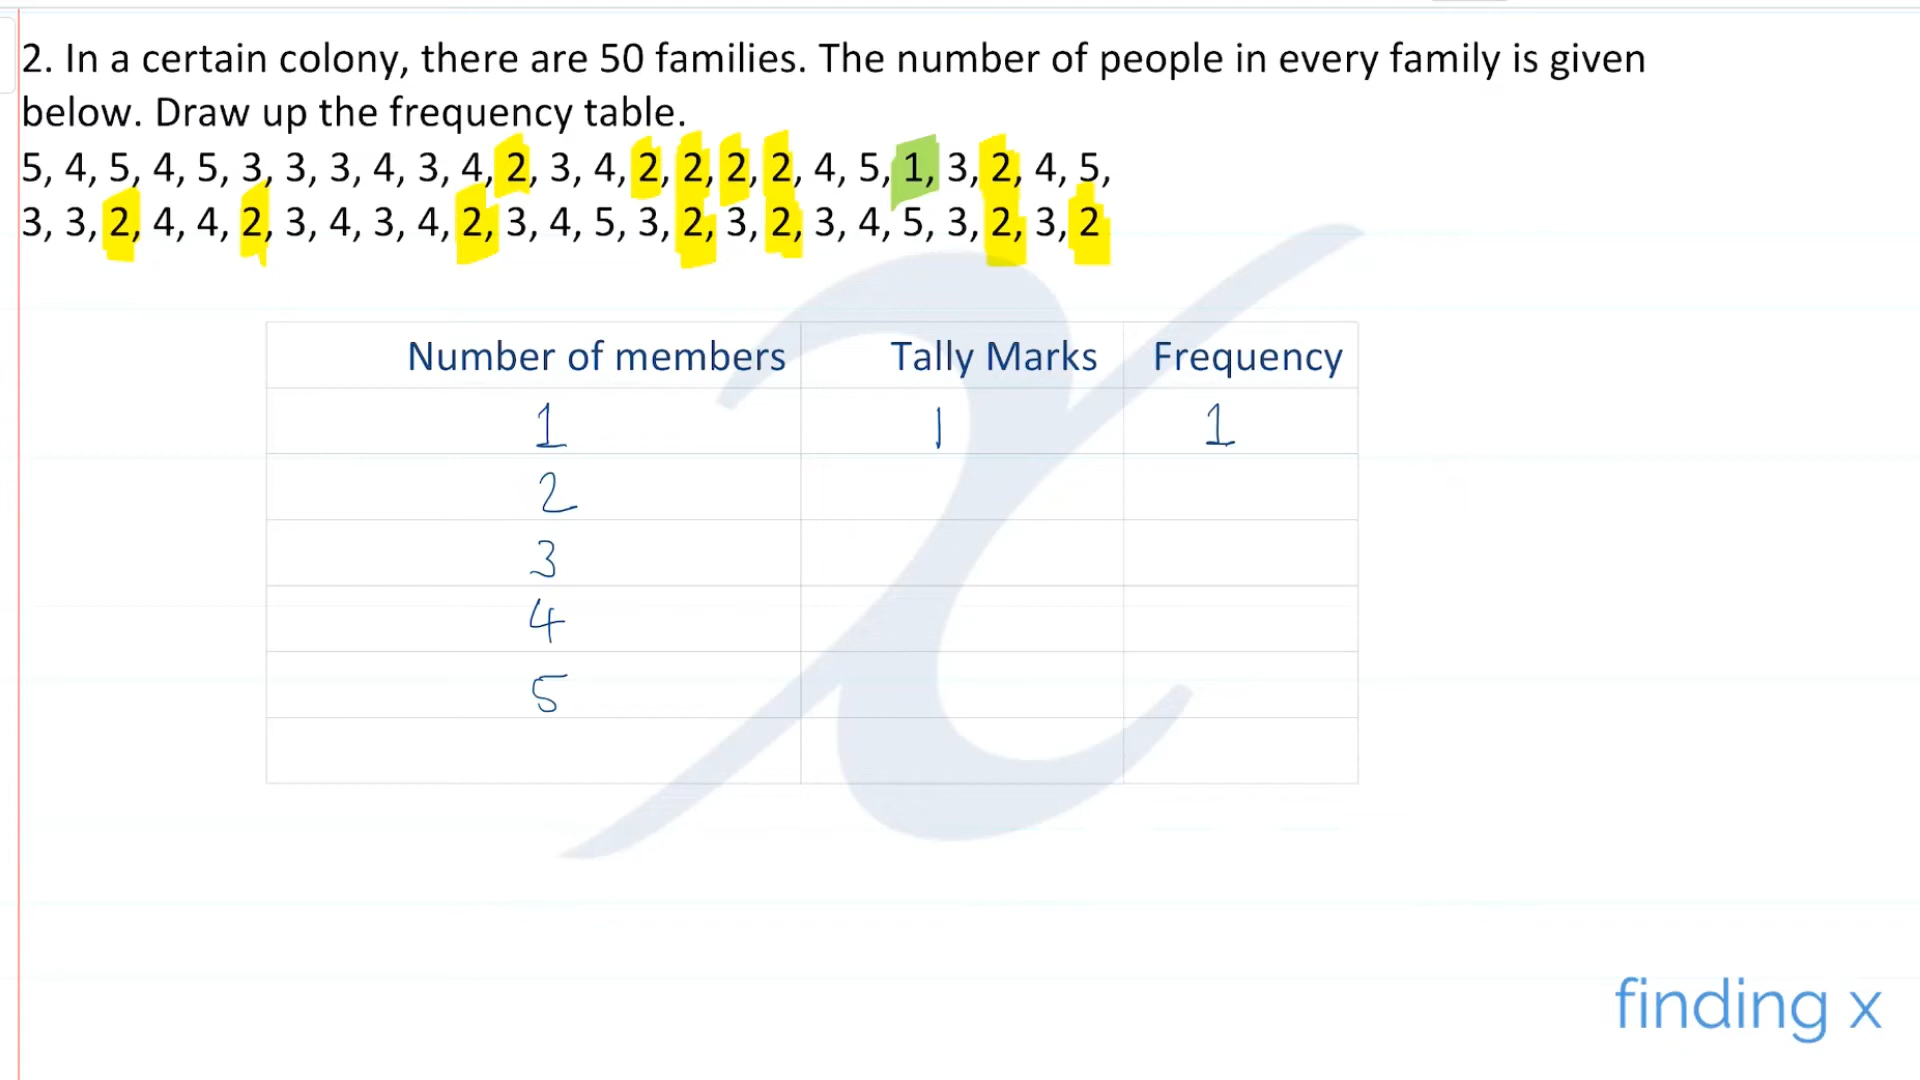 2. In a certain colony, there are 50 families. The number of people in every family is given
below. Draw up the frequency table.
5, 4, 5, 4, 5, 3, 3, 3, 4, 3, 4, 2, 3, 4, 2, 2, 2, 2, 4, 5, 1, 3, 2, 4, 5,
3, 3, 2, 4, 4, 2, 3, 4, 3, 4, 2, 3, 4, 5, 3, 2, 3, 2, 3, 4, 5, 3, 2, 3, 2
Number of members Tally Marks Frequency
1 | 1
2
3
4
5
finding x